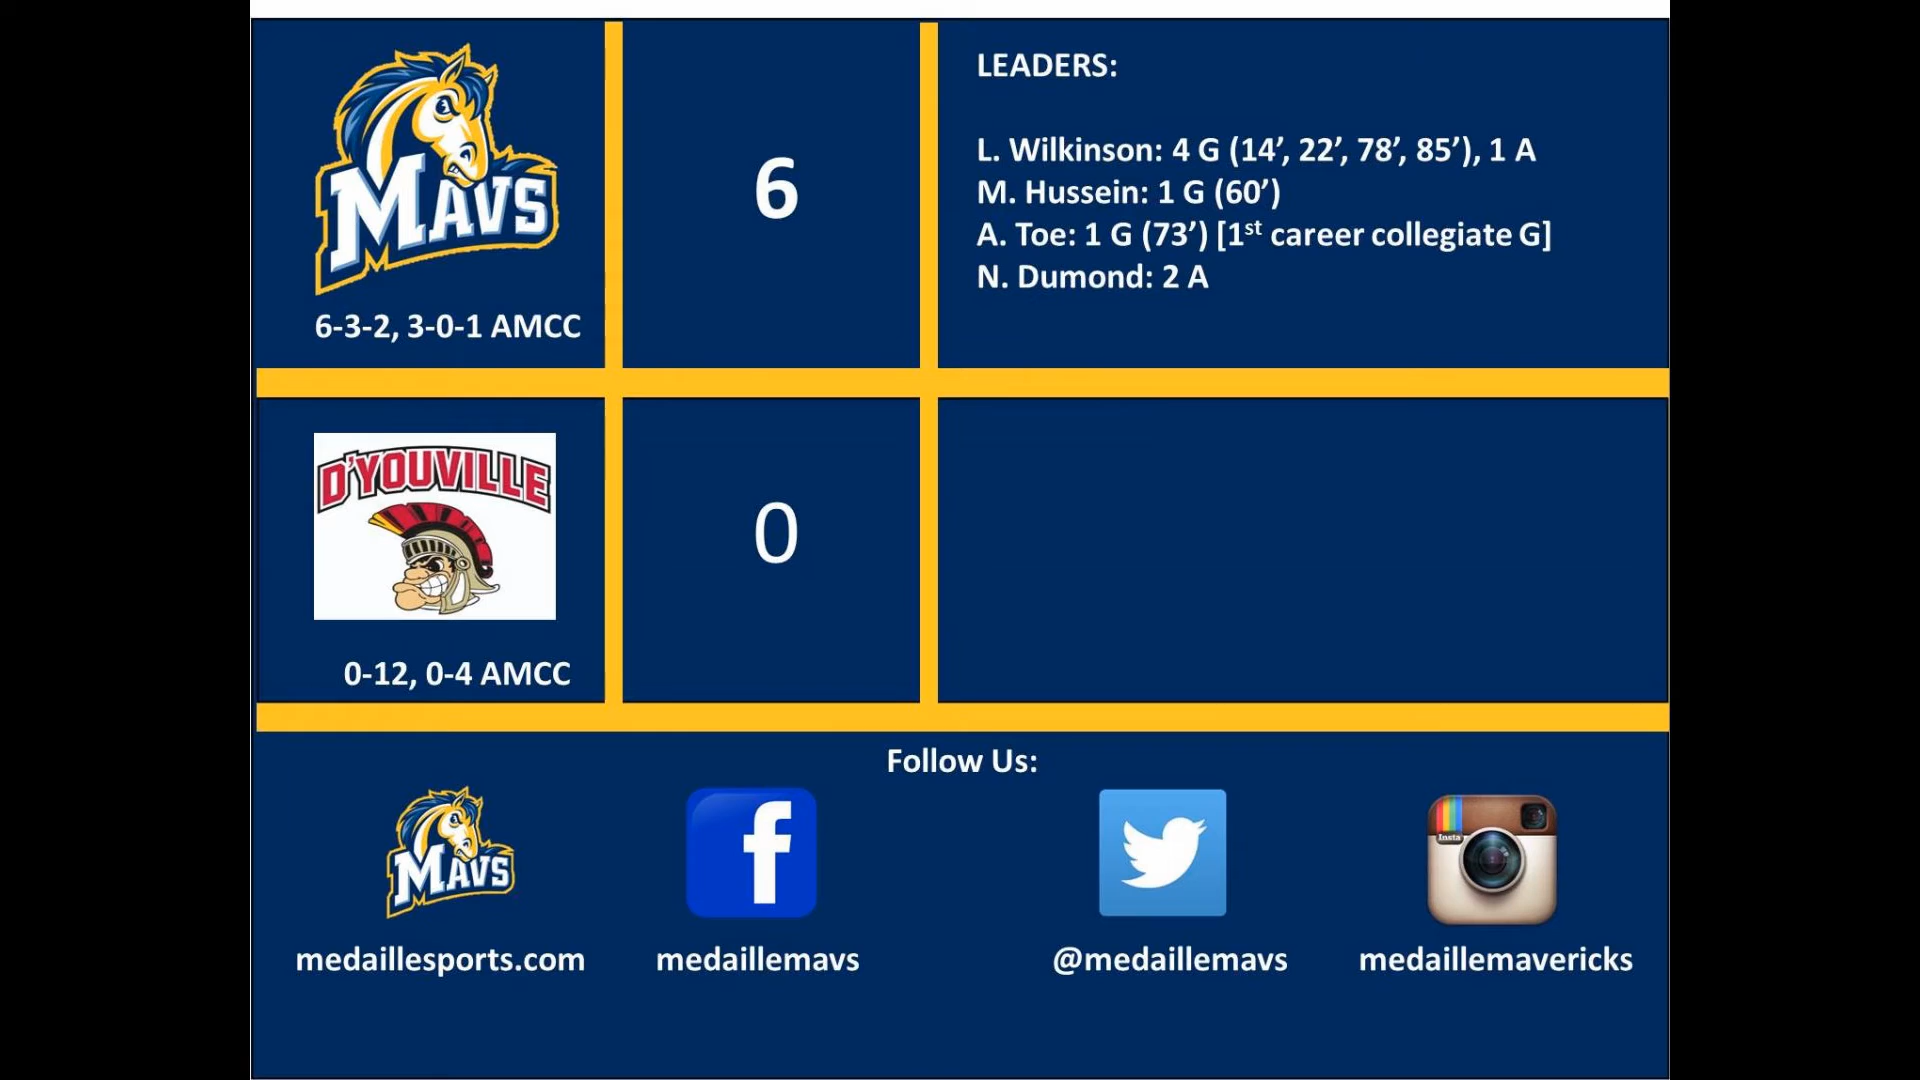 MAVS
6-3-2, 3-0-1 AMCC
6
LEADERS:
L. Wilkinson: 4 G (14’, 22’, 78’, 85’), 1 A
M. Hussein: 1 G (60’)
A. Toe: 1 G (73’) [1st career collegiate G]
N. Dumond: 2 A
D'YOUVILLE
0-12, 0-4 AMCC
0
Follow Us:
MAVS
f
Insta
medaillesports.com
medaillemavs
@medaillemavs
medaillemavericks